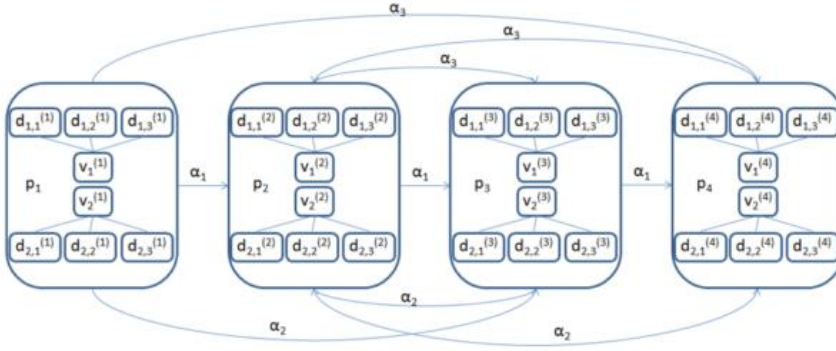 α₃
α₃
α₃
d₁,₁⁽¹⁾ d₁,₂⁽¹⁾ d₁,₃⁽¹⁾ d₁,₁⁽²⁾ d₁,₂⁽²⁾ d₁,₃⁽²⁾ d₁,₁⁽³⁾ d₁,₂⁽³⁾ d₁,₃⁽³⁾ d₁,₁⁽⁴⁾ d₁,₂⁽⁴⁾ d₁,₃⁽⁴⁾
v₁⁽¹⁾ v₁⁽²⁾ v₁⁽³⁾ v₁⁽⁴⁾
p₁ α₁ p₂ α₁ p₃ α₁ p₄
v₂⁽¹⁾ v₂⁽²⁾ v₂⁽³⁾ v₂⁽⁴⁾
d₂,₁⁽¹⁾ d₂,₂⁽¹⁾ d₂,₃⁽¹⁾ d₂,₁⁽²⁾ d₂,₂⁽²⁾ d₂,₃⁽²⁾ d₂,₁⁽³⁾ d₂,₂⁽³⁾ d₂,₃⁽³⁾ d₂,₁⁽⁴⁾ d₂,₂⁽⁴⁾ d₂,₃⁽⁴⁾
α₂
α₂ α₂